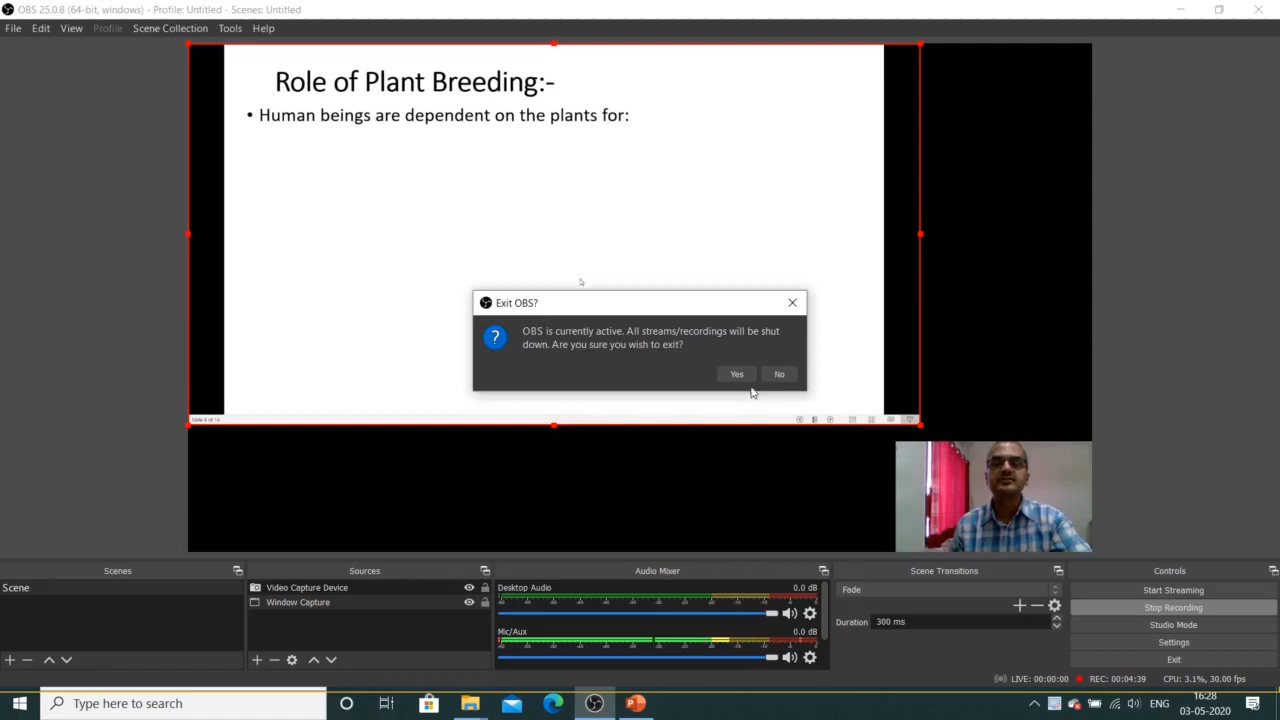 OBS 25.0.8 (64-bit, windows) - Profile: Untitled - Scenes: Untitled
File Edit View Profile Scene Collection Tools Help
Role of Plant Breeding:-
• Human beings are dependent on the plants for:
Exit OBS?
OBS is currently active. All streams/recordings will be shut
down. Are you sure you wish to exit?
Yes No
Scenes
Scene
Sources
Video Capture Device
Window Capture
Audio Mixer
Desktop Audio 0.0 dB
Mic/Aux 0.0 dB
Scene Transitions
Fade
Duration 300 ms
Controls
Start Streaming
Stop Recording
Studio Mode
Settings
Exit
LIVE: 00:00:00 REC: 00:04:39 CPU: 3.1%, 30.00 fps
Type here to search
ENG
16:28
03-05-2020